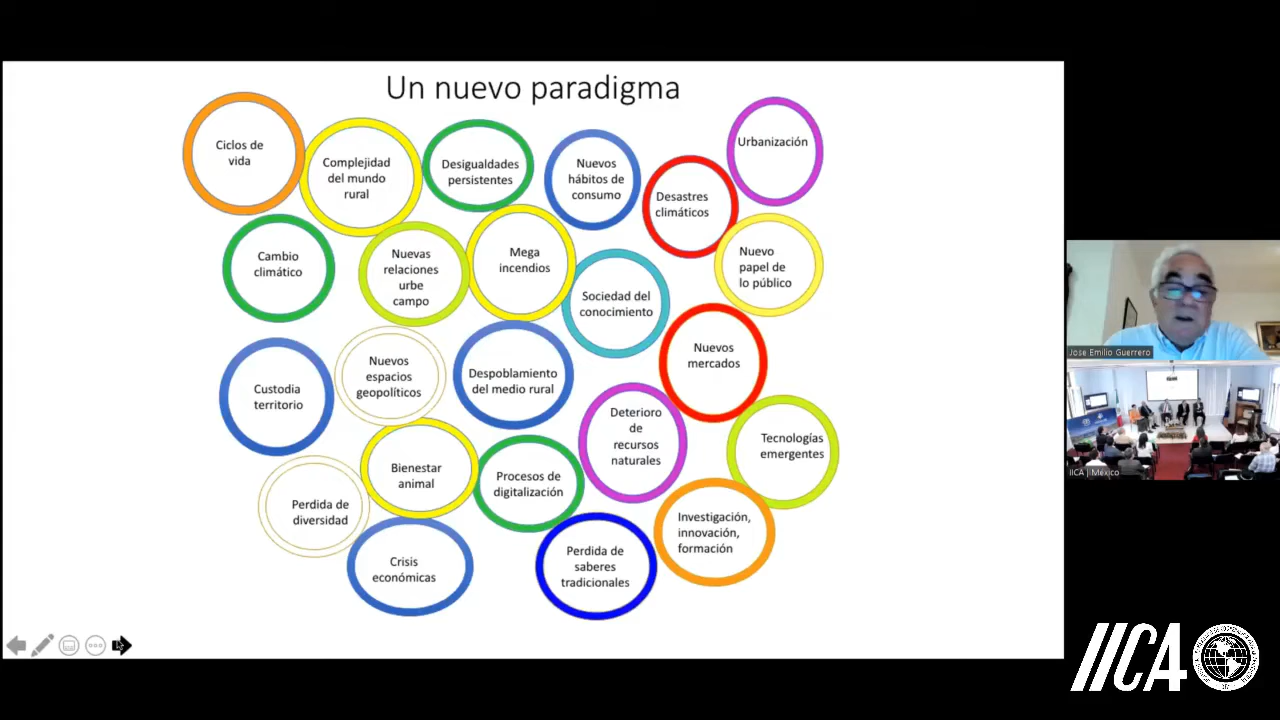 Un nuevo paradigma
Ciclos de
vida
Complejidad
del mundo
rural
Desigualdades
persistentes
Nuevos
hábitos de
consumo
Desastres
climáticos
Urbanización
Cambio
climático
Nuevas
relaciones
urbe
campo
Mega
incendios
Sociedad del
conocimiento
Nuevo
papel de
lo público
Custodia
territorio
Nuevos
espacios
geopolíticos
Despoblamiento
del medio rural
Nuevos
mercados
Deterioro
de
recursos
naturales
Tecnologías
emergentes
Bienestar
animal
Procesos de
digitalización
Perdida de
diversidad
Investigación,
innovación,
formación
Crisis
económicas
Perdida de
saberes
tradicionales
Jose Emilio Guerrero
IICA | México
IICA